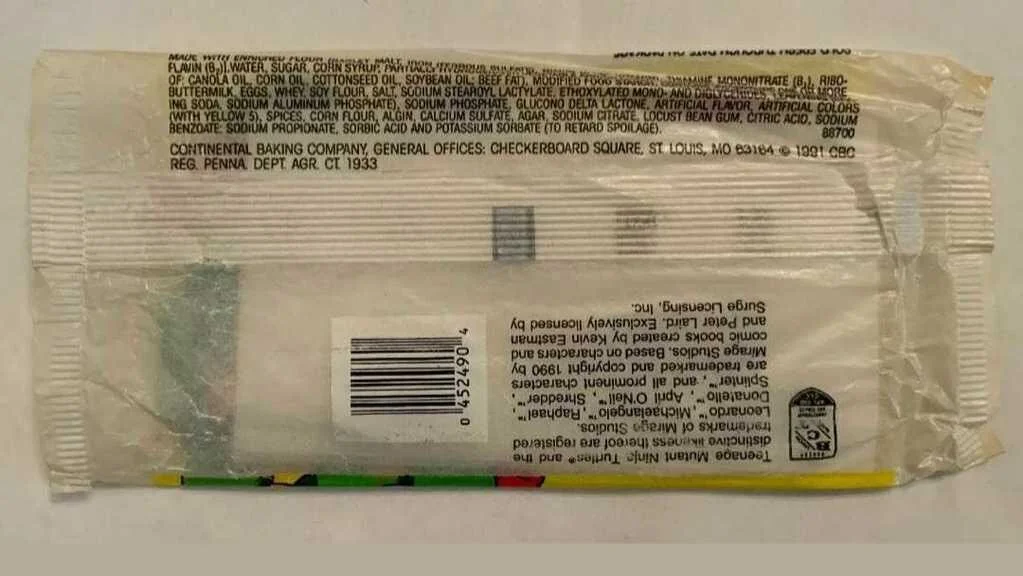 MADE WITH ENRICHED FLOUR
FLAVIN (B₂)), WATER, SUGAR, CORN SYRUP, PARTIALLY
OF: CANOLA OIL, CORN OIL, COTTONSEED OIL, SOYBEAN OIL; BEEF FAT), MODIFIED FOOD THIAMINE MONONITRATE (B₁), RIBO-
BUTTERMILK, EGGS, WHEY, SOY FLOUR, SALT, SODIUM STEAROYL LACTYLATE, ETHOXYLATED MONO- AND DIGLYCERIDES, OR MORE
ING SODA, SODIUM ALUMINUM PHOSPHATE), SODIUM PHOSPHATE, GLUCONO DELTA LACTONE, ARTIFICIAL FLAVOR, ARTIFICIAL COLORS
(WITH YELLOW 5), SPICES, CORN FLOUR, ALGIN, CALCIUM SULFATE, AGAR, SODIUM CITRATE, LOCUST BEAN GUM, CITRIC ACID, SODIUM
BENZOATE; SODIUM PROPIONATE, SORBIC ACID AND POTASSIUM SORBATE (TO RETARD SPOILAGE).
88700
CONTINENTAL BAKING COMPANY, GENERAL OFFICES: CHECKERBOARD SQUARE, ST. LOUIS, MO 63164 © 1991 CBC
REG. PENNA. DEPT. AGR. CT. 1933
Teenage Mutant Ninja Turtles® and the
distinctive likeness thereof are registered
trademarks of Mirage Studios.
Leonardo™, Michaelangelo™, Raphael™,
Donatello™, April O'Neil™, Shredder™,
Splinter™, and all prominent characters
are trademarked and copyright 1990 by
Mirage Studios. Based on characters and
comic books created by Kevin Eastman
and Peter Laird. Exclusively licensed by
Surge Licensing, Inc.
0 452490 4